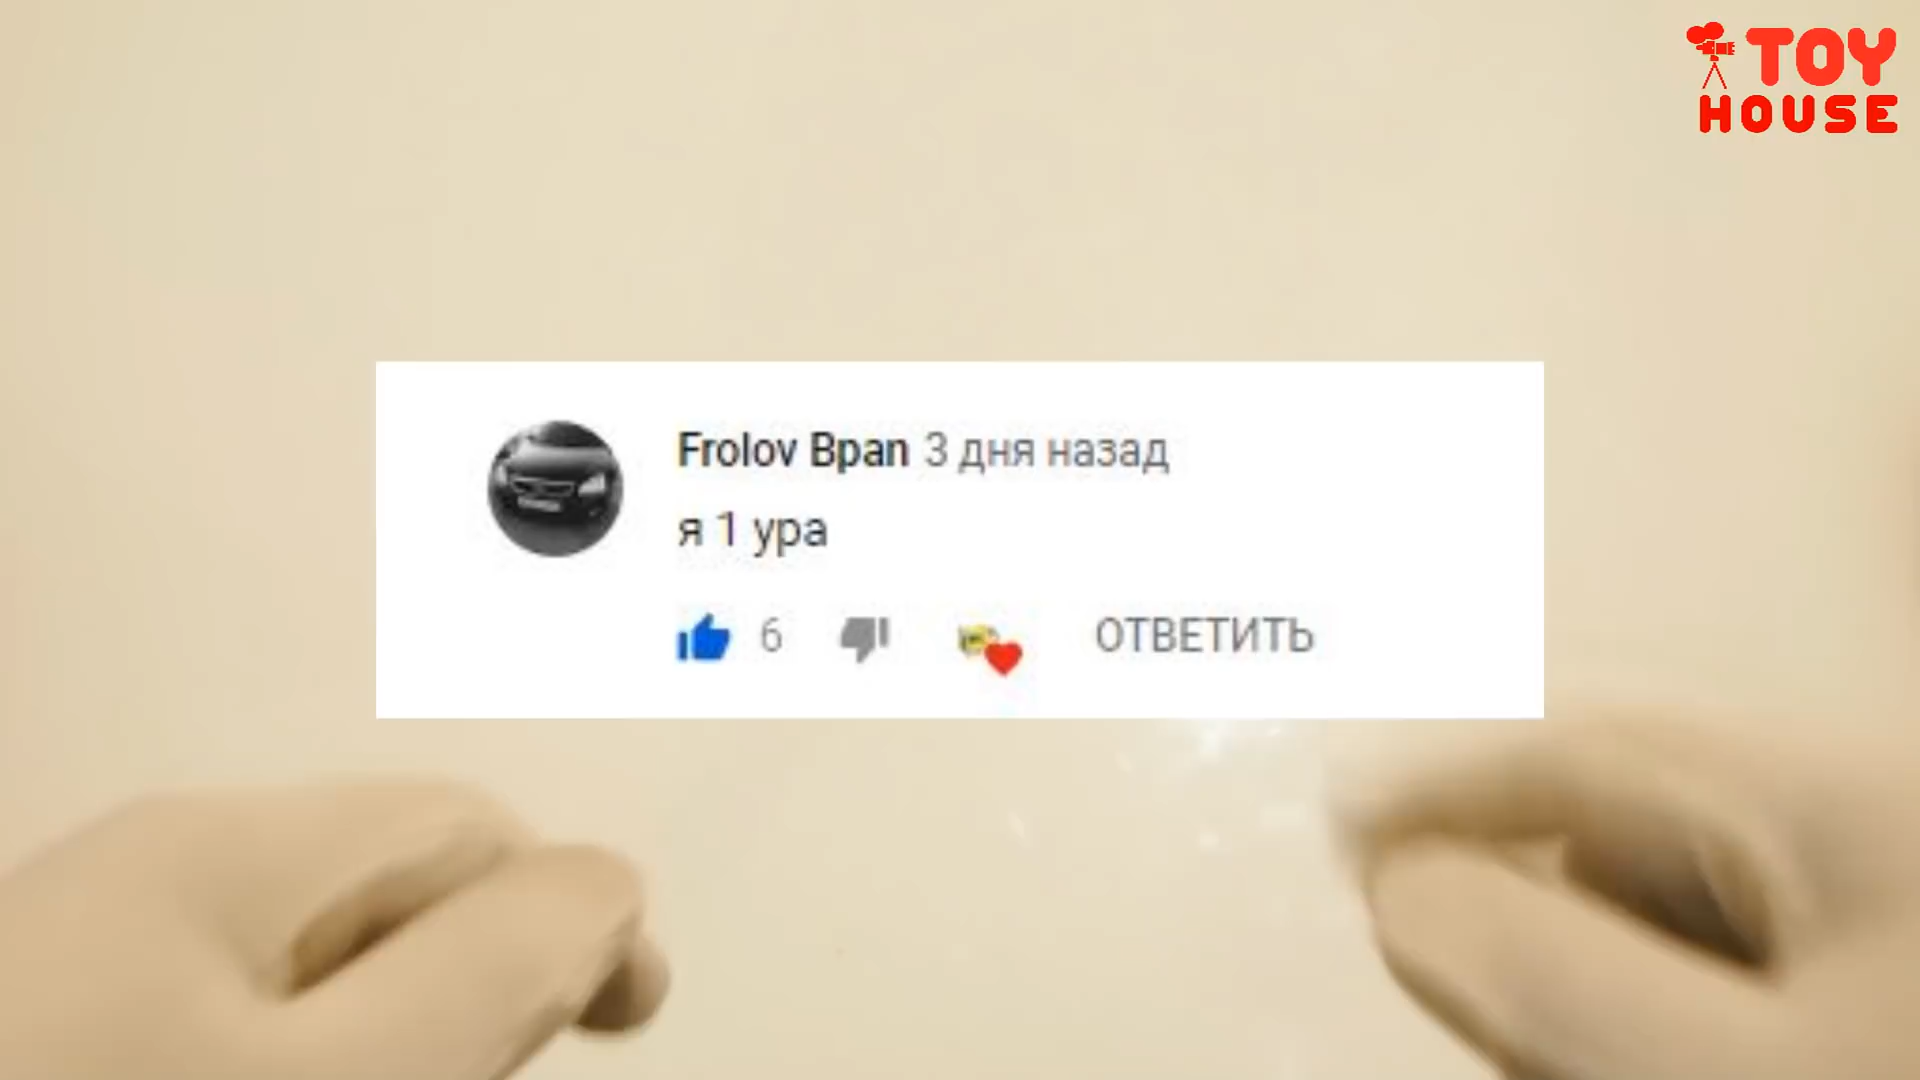 TOY
HOUSE
Frolov Bpan 3 дня назад
я 1 ура
6
ОТВЕТИТЬ